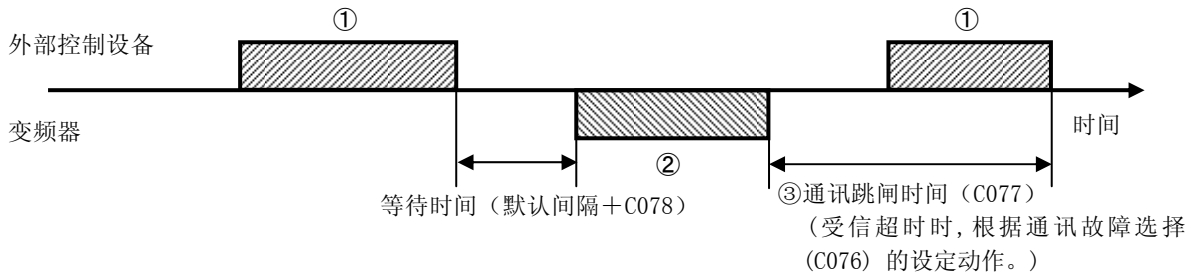 ① ①
外部控制设备
变频器 时间
②
等待时间（默认间隔＋C078）
③通讯跳闸时间（C077）
(受信超时时,根据通讯故障选择
(C076) 的设定动作。)